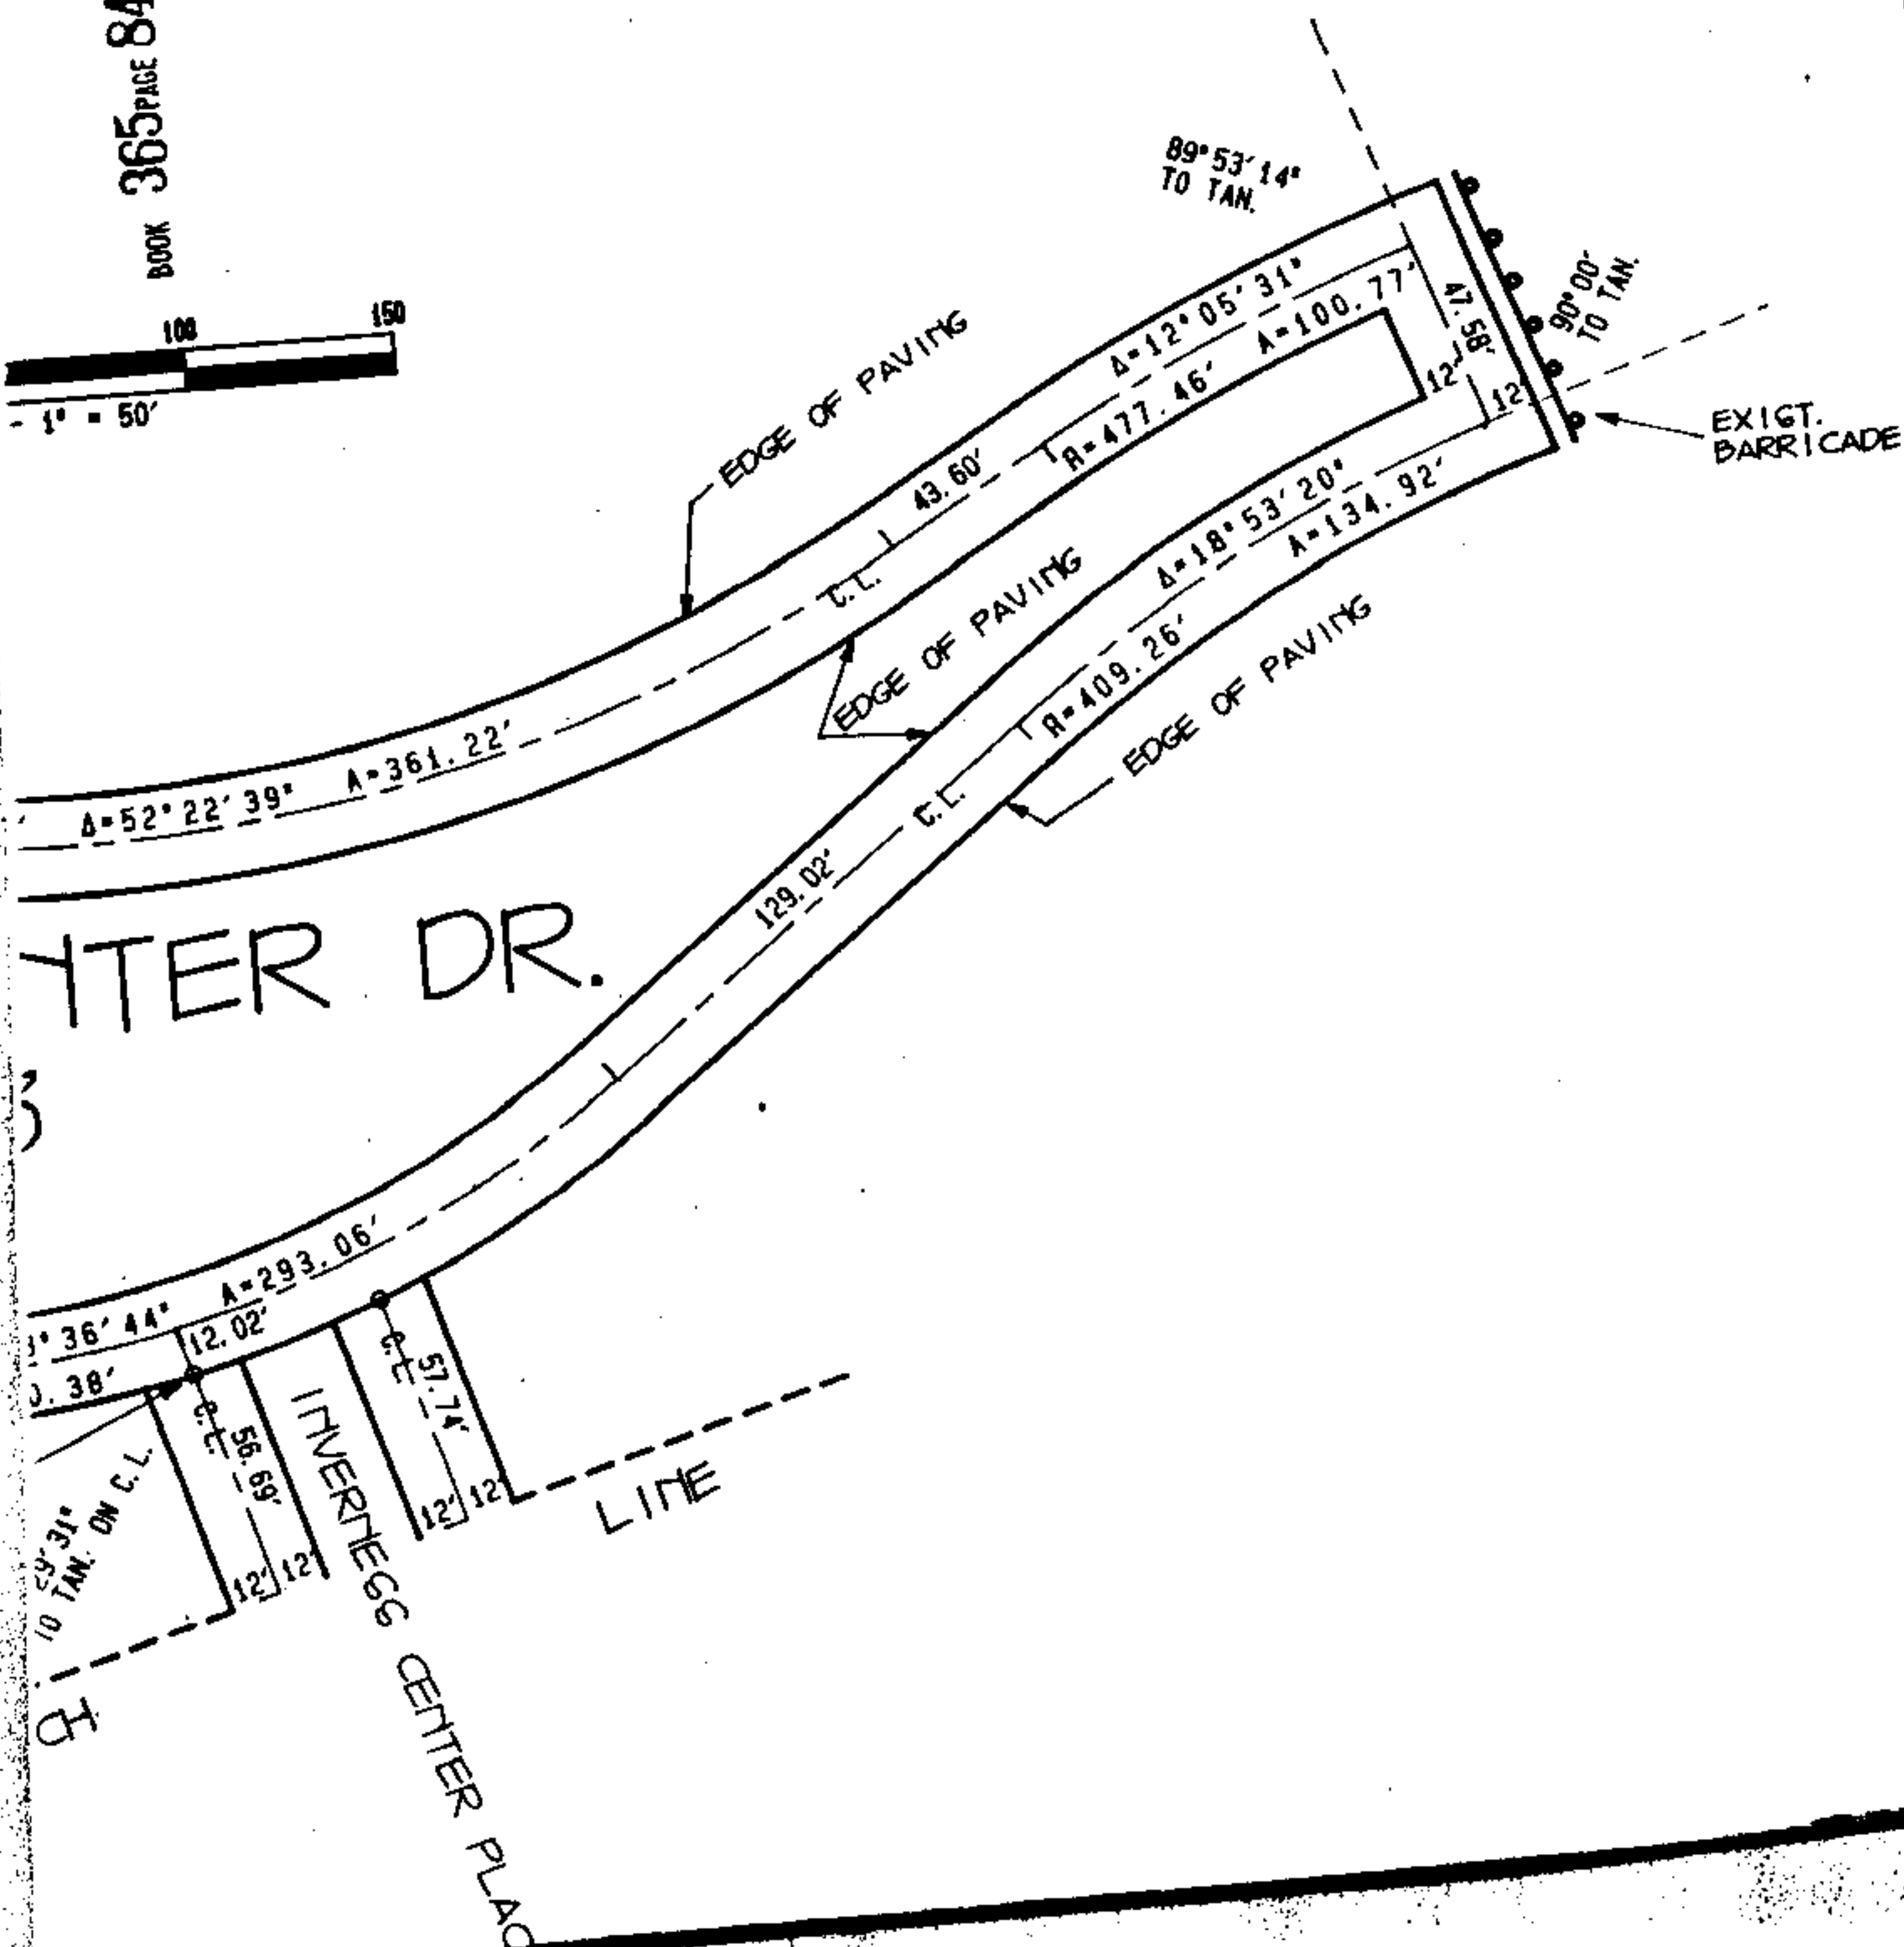 BOOK 365 PAGE 84
100
150
1" = 50'
89°53'14"
TO TAN.
90°00'
TO TAN.
EXIST.
BARRICADE
47.58'
12'
12'
Δ=12°05'31"
R=477.46'
A=100.77'
43.60'
C.L.
EDGE OF PAVING
Δ=18°53'20"
R=409.26'
A=134.92'
EDGE OF PAVING
EDGE OF PAVING
C.L.
129.02'
Δ=52°22'39"
A=361.22'
TER DR.
A=293.06'
°36'44"
12.02'
.38'
C.L.
56.69'
12'
12'
C.L.
57.74'
12'
12'
INVERNESS CENTER PLAC
LINE
'31"
TO TAN. ON C.L.